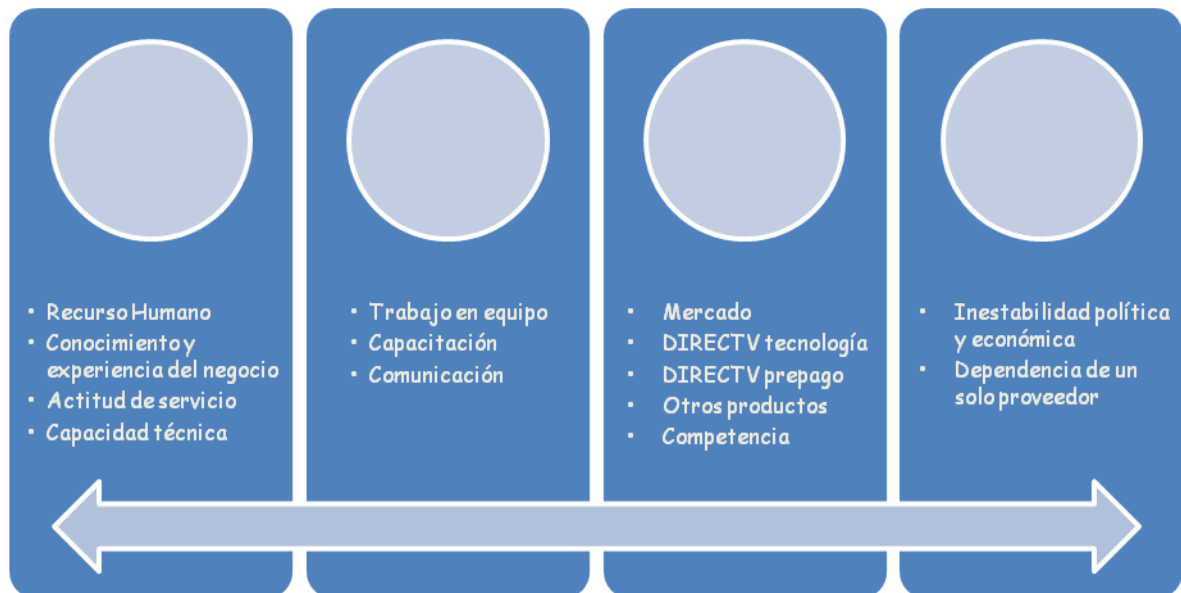 • Recurso Humano
• Conocimiento y
experiencia del negocio
• Actitud de servicio
• Capacidad técnica
• Trabajo en equipo
• Capacitación
• Comunicación
• Mercado
• DIRECTV tecnología
• DIRECTV prepago
• Otros productos
• Competencia
• Inestabilidad política
y económica
• Dependencia de un
solo proveedor